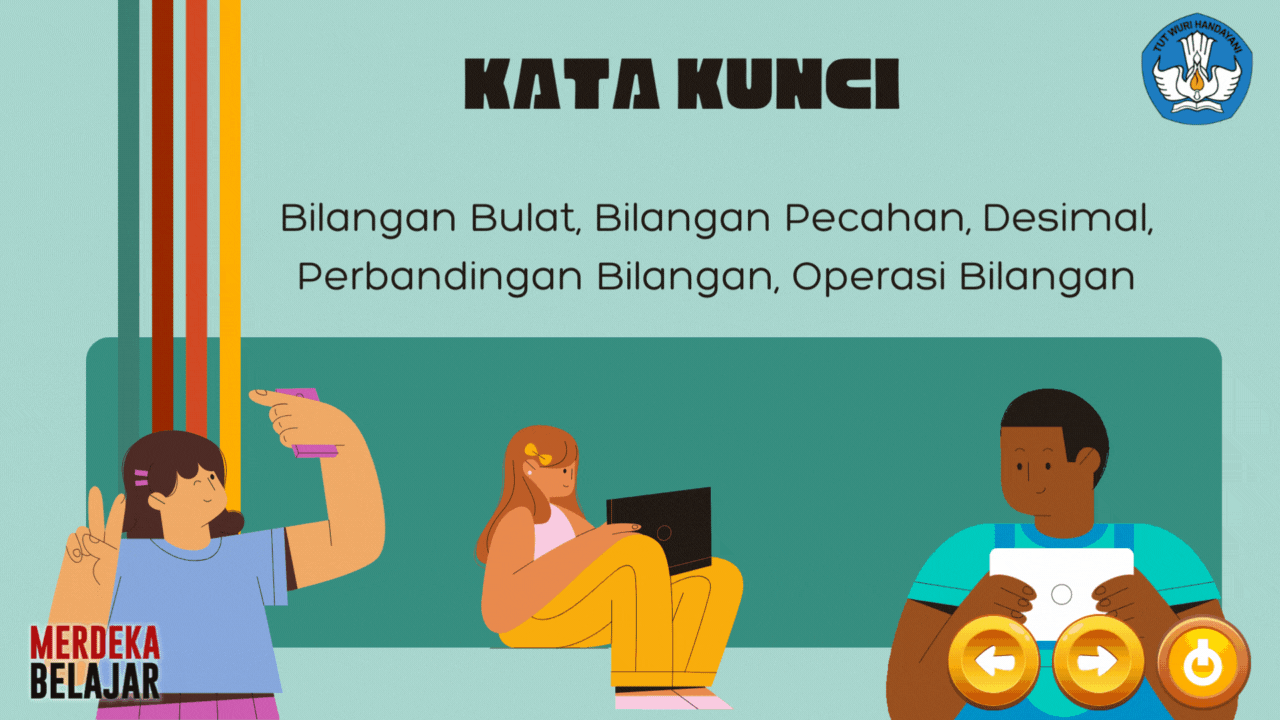 KATA KUNCI
TUT WURI HANDAYANI
Bilangan Bulat, Bilangan Pecahan, Desimal,
Perbandingan Bilangan, Operasi Bilangan
MERDEKA
BELAJAR